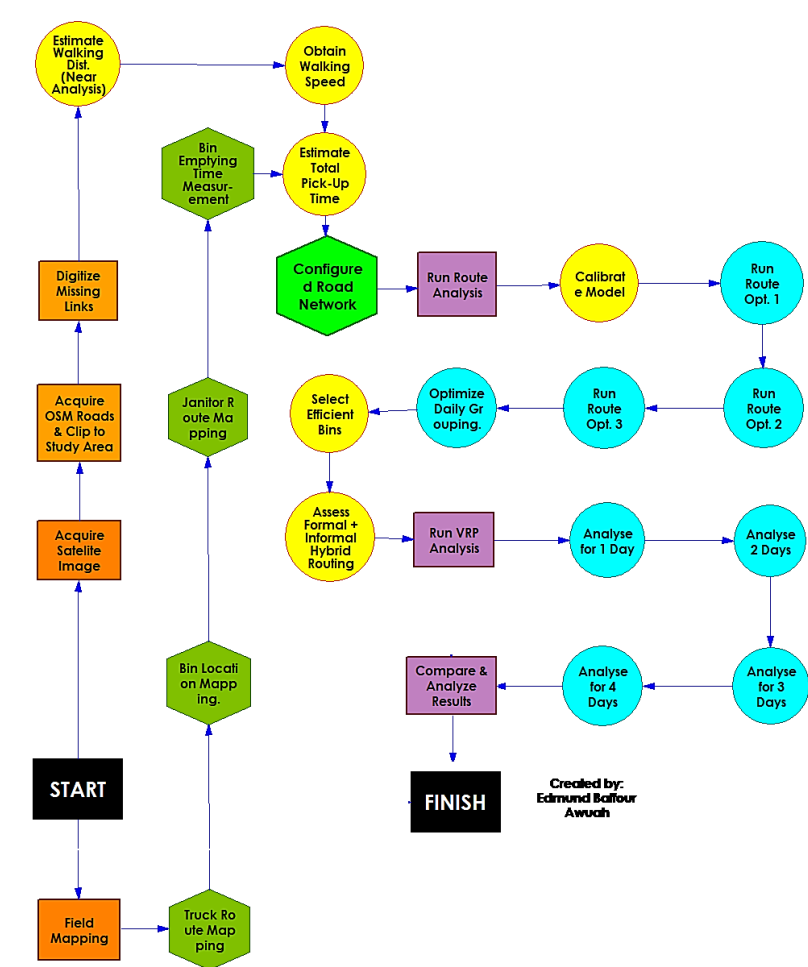 Estimate
Walking
Dist.
(Near
Analysis)
Obtain
Walking
Speed
Bin
Emptying
Time
Measur-
ement
Estimate
Total
Pick-Up
Time
Digitize
Missing
Links
Configure
d Road
Network
Run Route
Analysis
Calibrat
e Model
Run
Route
Opt. 1
Acquire
OSM Roads
& Clip to
Study Area
Janitor R
oute Ma
pping
Select
Efficient
Bins
Optimize
Daily Gr
ouping.
Run
Route
Opt. 3
Run
Route
Opt. 2
Acquire
Satelite
Image
Assess
Formal +
Informal
Hybrid
Routing
Run VRP
Analysis
Analyse
for 1 Day
Analyse
2 Days
Bin Locati
on Mapp
ing.
Compare &
Analyze
Results
Analyse
for 4
Days
Analyse
for 3
Days
START
FINISH
Created by:
Edmund Balfour
Awuah
Field
Mapping
Truck Ro
ute Map
ping